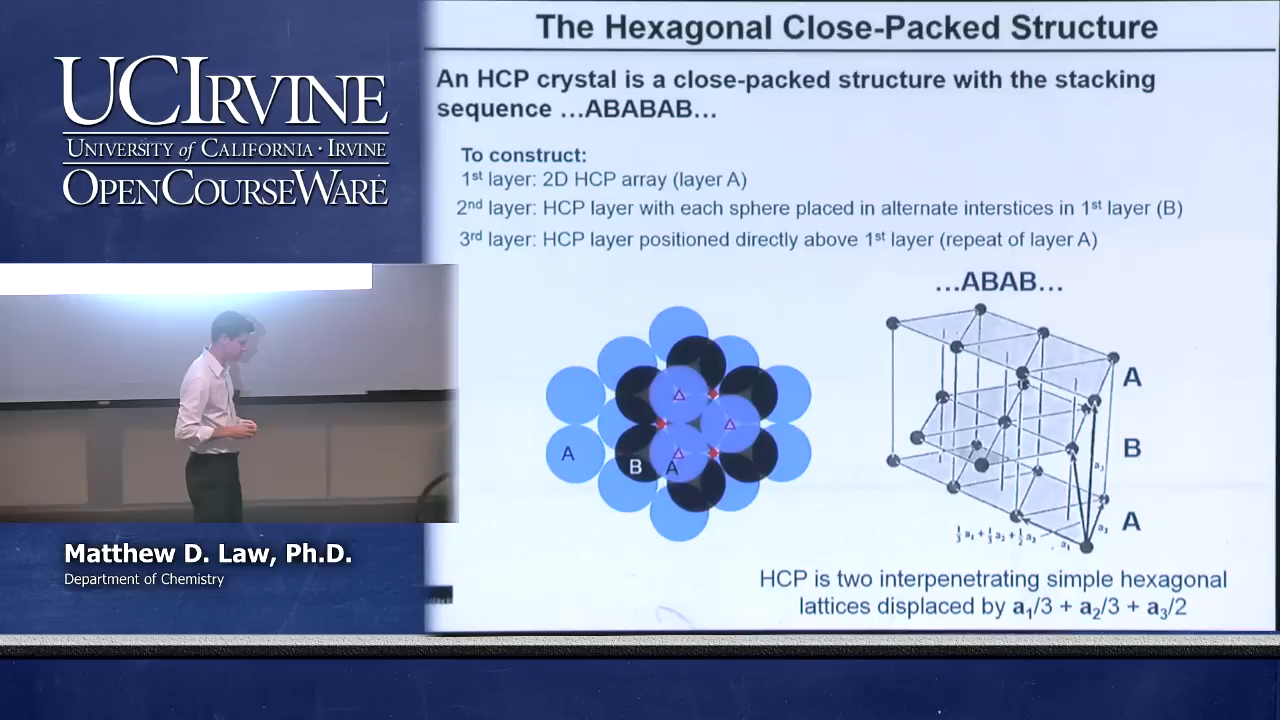 UCIRVINE
UNIVERSITY of CALIFORNIA · IRVINE
OPENCOURSEWARE
Matthew D. Law, Ph.D.
Department of Chemistry
The Hexagonal Close-Packed Structure
An HCP crystal is a close-packed structure with the stacking
sequence …ABABAB…
To construct:
1st layer: 2D HCP array (layer A)
2nd layer: HCP layer with each sphere placed in alternate interstices in 1st layer (B)
3rd layer: HCP layer positioned directly above 1st layer (repeat of layer A)
…ABAB…
A
B
A
A
B
A
a3
a2
a1
HCP is two interpenetrating simple hexagonal
lattices displaced by a1/3 + a2/3 + a3/2